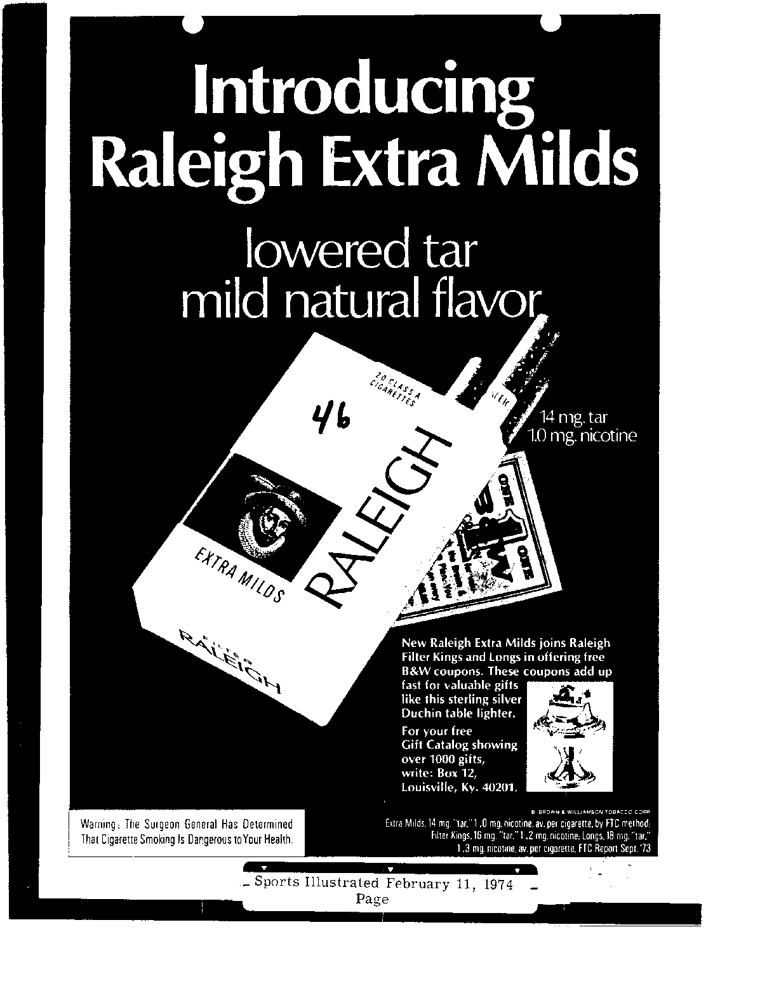 Introducing
Raleigh Extra Milds
lowered tar
mild natural flavor
20 CLASS A
CIGARETTES
46
14 mg. tar
1.0 mg. nicotine
RALEIGH
EXTRA MILDS
FILTER
RALEIGH
ONE
1
ONE
B W
New Raleigh Extra Milds joins Raleigh
Filter Kings and Longs in offering free
B&W coupons. These coupons add up
fast for valuable gifts
like this sterling silver
Duchin table lighter.
For your free
Gift Catalog showing
over 1000 gifts,
write: Box 12,
Louisville, Ky. 40201.
© BROWN & WILLIAMSON TOBACCO CORP
Warning: The Surgeon General Has Determined
That Cigarette Smoking Is Dangerous to Your Health.
Extra Milds, 14 mg. "tar," 1.0 mg. nicotine, av. per cigarette, by FTC method;
Filter Kings, 16 mg. "tar," 1.2 mg. nicotine; Longs, 18 mg. "tar,"
1.3 mg. nicotine, av. per cigarette, FTC Report Sept. '73
Sports Illustrated February 11, 1974
Page